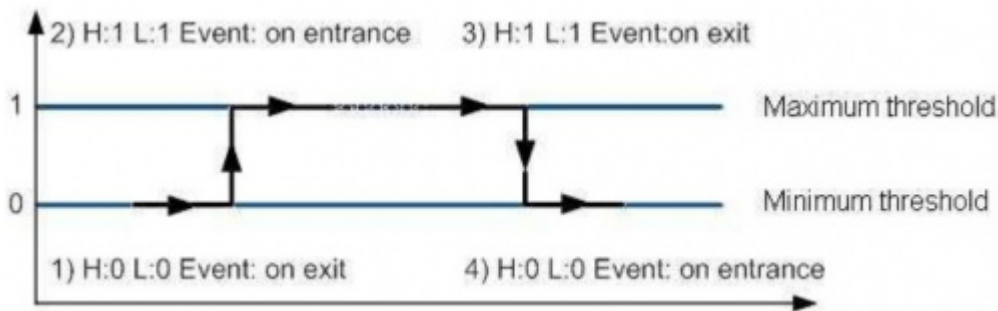 2) H:1 L:1 Event: on entrance
3) H:1 L:1 Event:on exit
1
Maximum threshold
0
Minimum threshold
1) H:0 L:0 Event: on exit
4) H:0 L:0 Event: on entrance